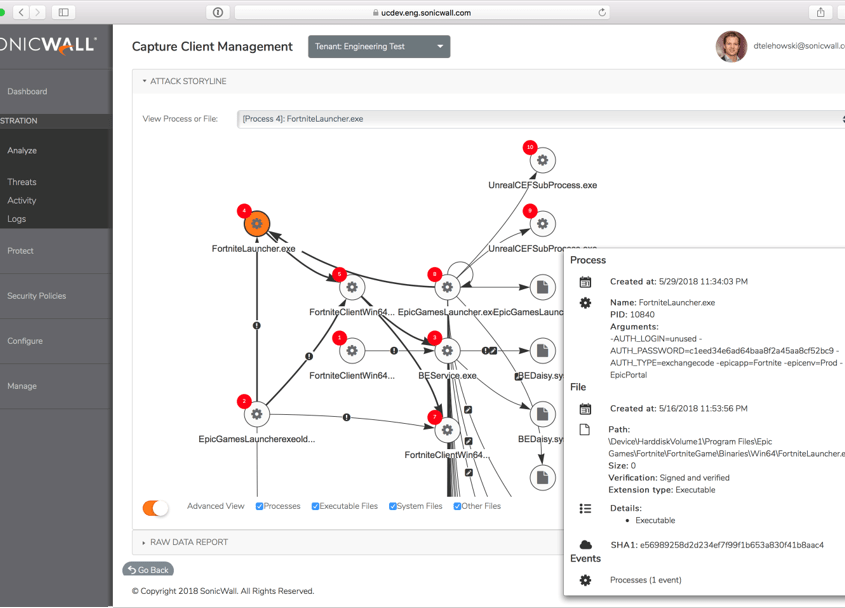 ucdev.eng.sonicwall.com
ONICWALL
Capture Client Management
Tenant: Engineering Test
dtelehowski@sonicwall.c
Dashboard
STRATION
Analyze
Threats
Activity
Logs
Protect
Security Policies
Configure
Manage
ATTACK STORYLINE
View Process or File:
[Process 4]: FortniteLauncher.exe
10
UnrealCEFSubProcess.exe
4
9
FortniteLauncher.exe
UnrealCEFSubProcess.exe
5
8
FortniteClientWin64...
EpicGamesLauncher.exe
EpicGamesLaunc
1
3
FortniteClientWin64...
BEService.exe
BEDaisy.sy
2
7
EpicGamesLauncherexeold...
BEDaisy.sy
FortniteClientWin64...
Advanced View
Processes
Executable Files
System Files
Other Files
RAW DATA REPORT
Go Back
© Copyright 2018 SonicWall. All Rights Reserved.
Process
Created at: 5/29/2018 11:34:03 PM
Name: FortniteLauncher.exe
PID: 10840
Arguments:
-AUTH_LOGIN=unused -
AUTH_PASSWORD=c1eed34e6ad64baa8f2a45aa8cf52bc9 -
AUTH_TYPE=exchangecode -epicapp=Fortnite -epicenv=Prod -
EpicPortal
File
Created at: 5/16/2018 11:53:56 PM
Path:
\Device\HarddiskVolume1\Program Files\Epic
Games\Fortnite\FortniteGame\Binaries\Win64\FortniteLauncher.e
Size: 0
Verification: Signed and verified
Extension type: Executable
Details:
Executable
SHA1: e56989258d2d234ef7f99f1b653a830f41b8aac4
Events
Processes (1 event)